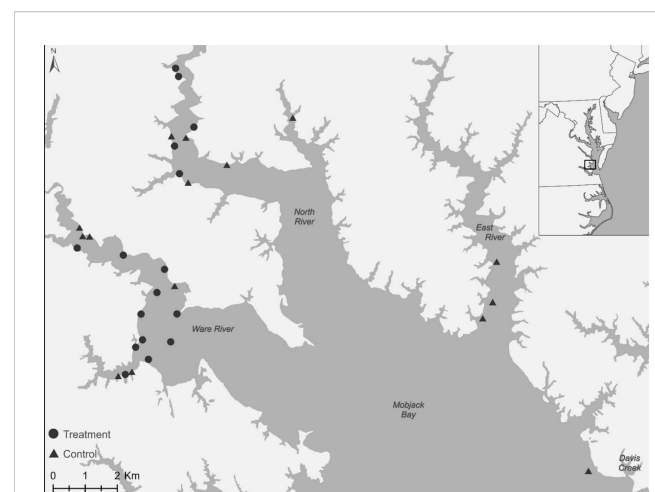 N
North
River
East
River
Ware River
Mobjack
Bay
Davis
Creek
Treatment
Control
0 1 2 Km